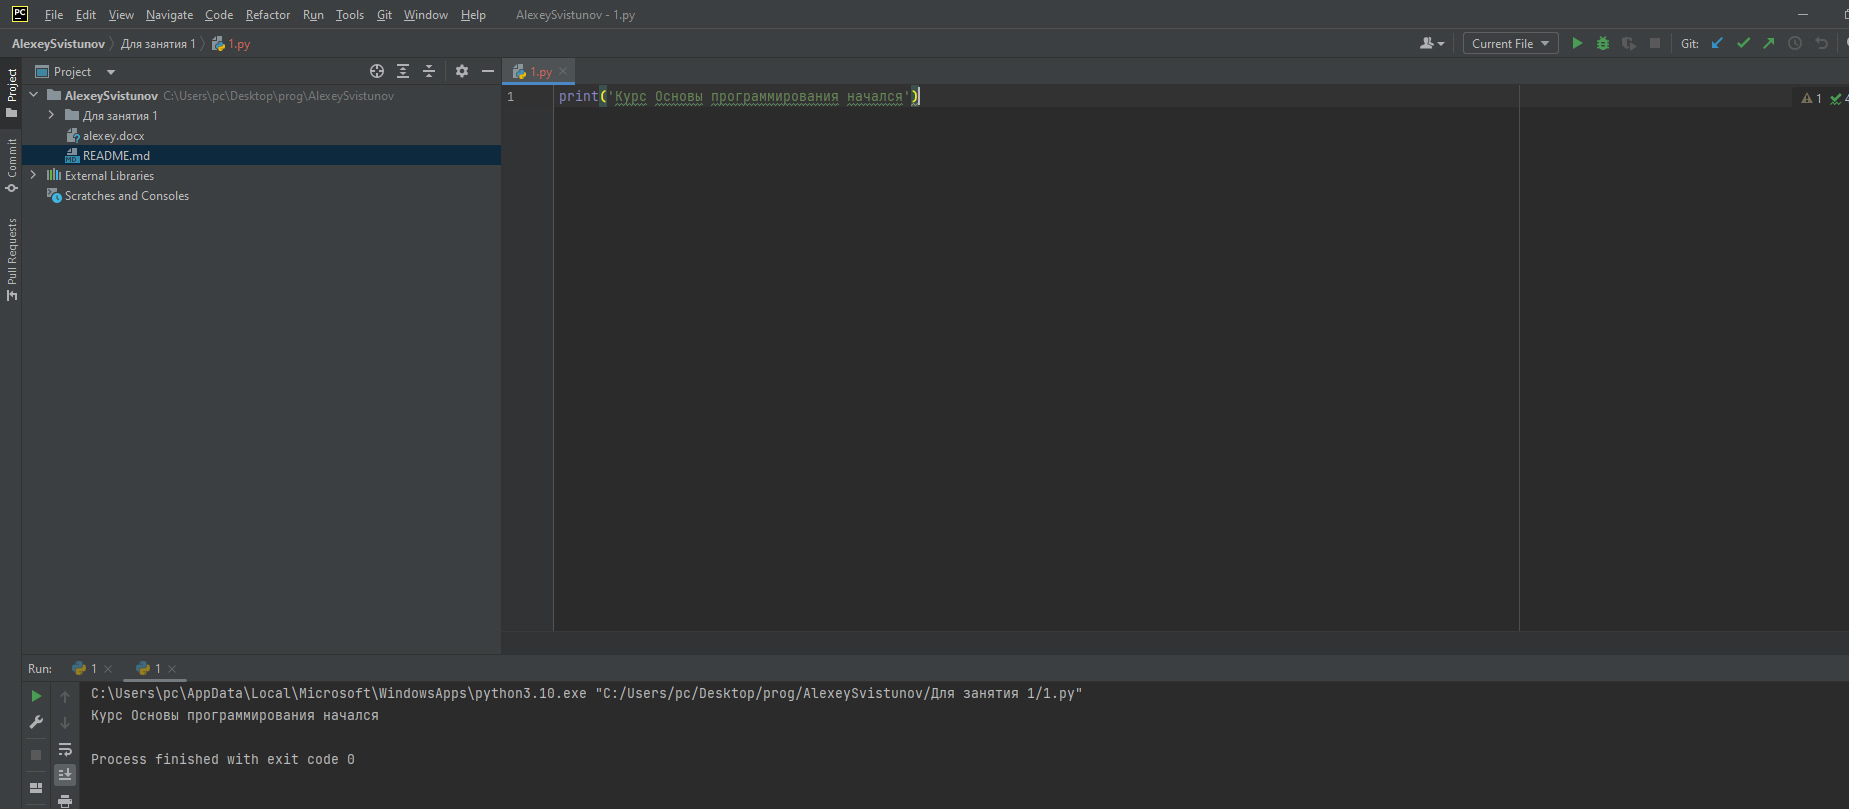 PC File Edit View Navigate Code Refactor Run Tools Git Window Help AlexeySvistunov - 1.py
AlexeySvistunov Для занятия 1 1.py Current File Git:
Project 1.py
AlexeySvistunov C:\Users\pc\Desktop\prog\AlexeySvistunov
Для занятия 1
alexey.docx
README.md
External Libraries
Scratches and Consoles
Project
Commit
Pull Requests
1 print('Курс Основы программирования начался') 1 4
Run: 1 1
C:\Users\pc\AppData\Local\Microsoft\WindowsApps\python3.10.exe "C:/Users/pc/Desktop/prog/AlexeySvistunov/Для занятия 1/1.py"
Курс Основы программирования начался
Process finished with exit code 0